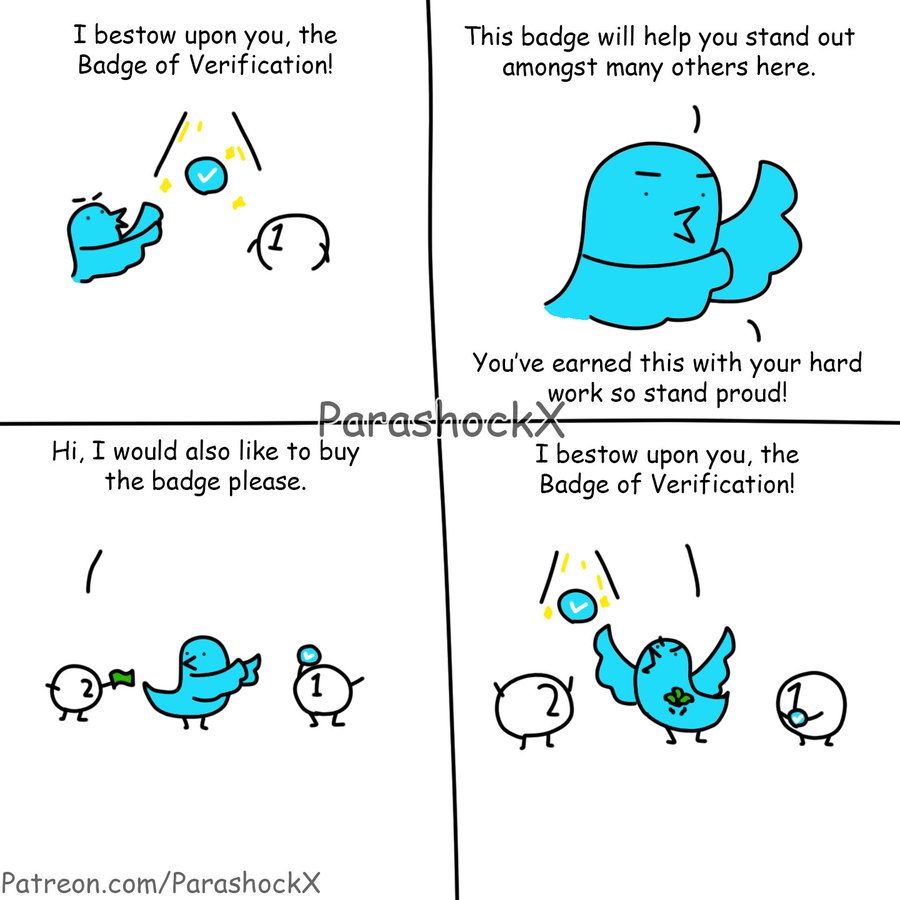 I bestow upon you, the
Badge of Verification!
This badge will help you stand out
amongst many others here.
You've earned this with your hard
work so stand proud!
1
ParashockX
Hi, I would also like to buy
the badge please.
2
1
I bestow upon you, the
Badge of Verification!
2
1
Patreon.com/ParashockX